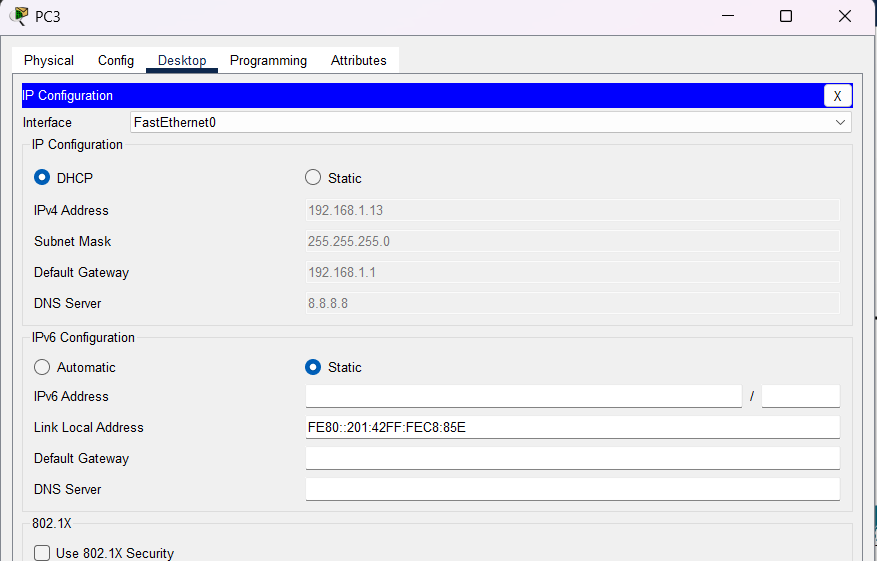 PC3
Physical Config Desktop Programming Attributes
IP Configuration X
Interface FastEthernet0
IP Configuration
DHCP Static
IPv4 Address 192.168.1.13
Subnet Mask 255.255.255.0
Default Gateway 192.168.1.1
DNS Server 8.8.8.8
IPv6 Configuration
Automatic Static
IPv6 Address /
Link Local Address FE80::201:42FF:FEC8:85E
Default Gateway
DNS Server
802.1X
Use 802.1X Security